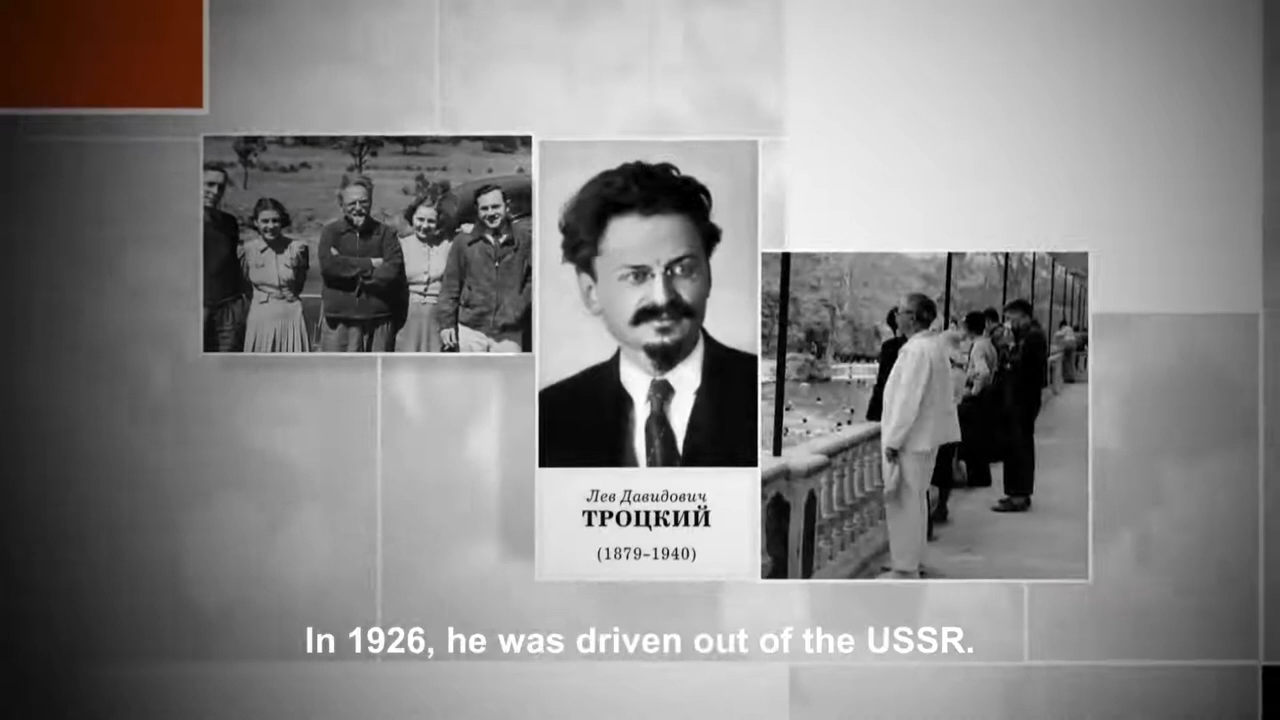 Лев Давидович
ТРОЦКИЙ
(1879–1940)
In 1926, he was driven out of the USSR.